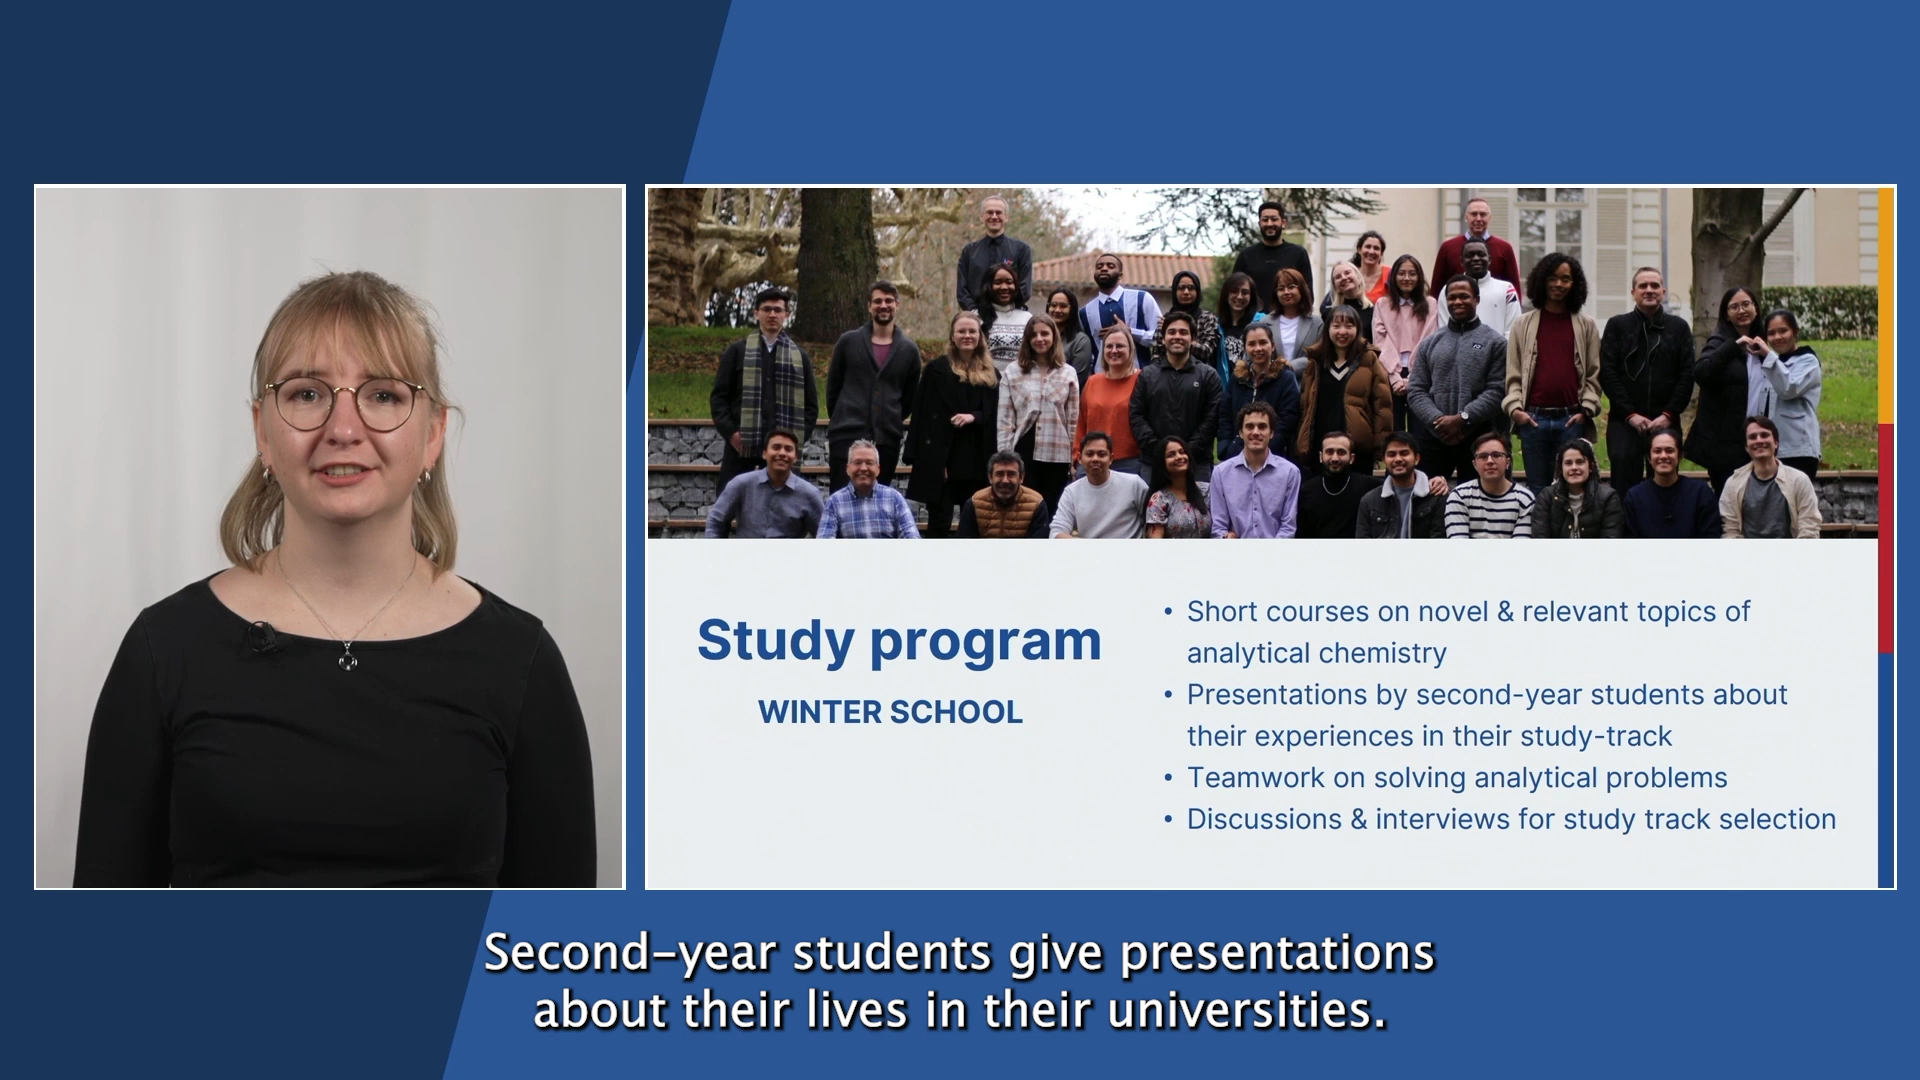 Study program
WINTER SCHOOL
• Short courses on novel & relevant topics of
analytical chemistry
• Presentations by second-year students about
their experiences in their study-track
• Teamwork on solving analytical problems
• Discussions & interviews for study track selection
Second-year students give presentations
about their lives in their universities.